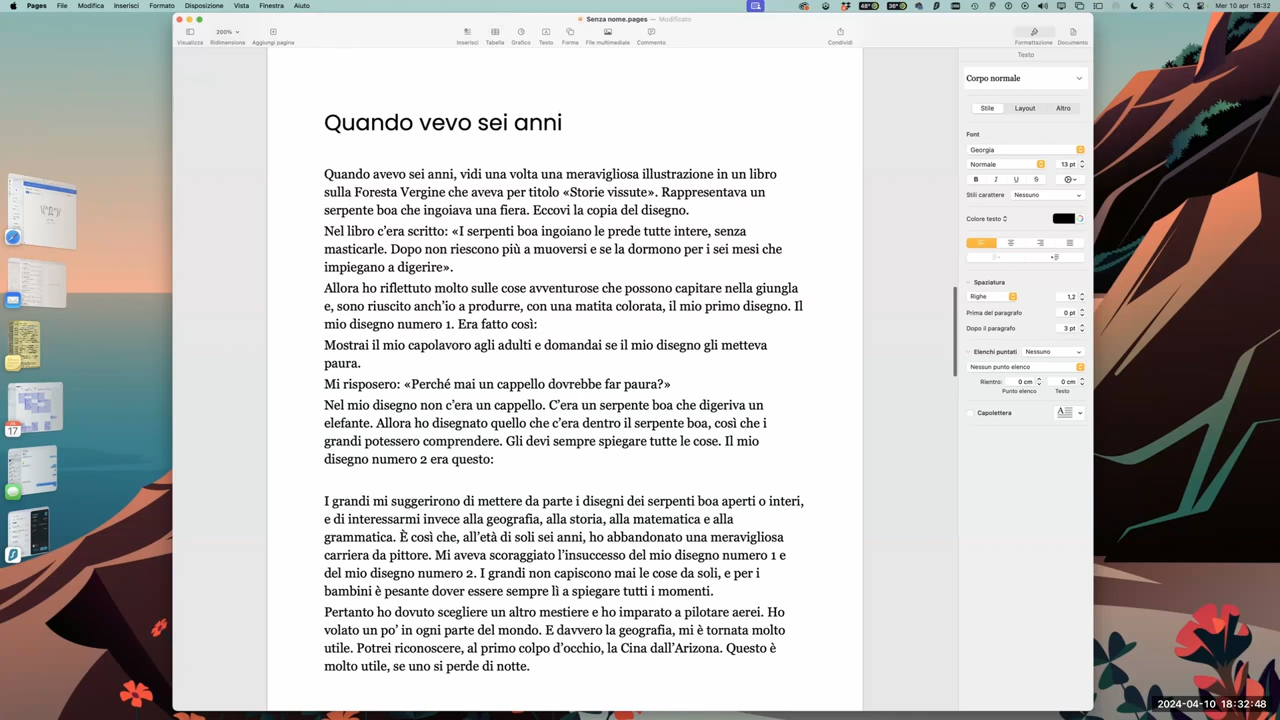 Pages File Modifica Inserisci Formato Disposizione Vista Finestra Aiuto
48° 36° Mer 10 apr 18:32
Senza nome.pages — Modificato
200%
Visualizza Ridimensiona Aggiungi pagina Inserisci Tabella Grafico Testo Forma File multimediale Commento Condividi Formattazione Documento
Testo
Quando vevo sei anni
Quando avevo sei anni, vidi una volta una meravigliosa illustrazione in un libro
sulla Foresta Vergine che aveva per titolo «Storie vissute». Rappresentava un
serpente boa che ingoiava una fiera. Eccovi la copia del disegno.
Nel libro c’era scritto: «I serpenti boa ingoiano le prede tutte intere, senza
masticarle. Dopo non riescono più a muoversi e se la dormono per i sei mesi che
impiegano a digerire».
Allora ho riflettuto molto sulle cose avventurose che possono capitare nella giungla
e, sono riuscito anch’io a produrre, con una matita colorata, il mio primo disegno. Il
mio disegno numero 1. Era fatto così:
Mostrai il mio capolavoro agli adulti e domandai se il mio disegno gli metteva
paura.
Mi risposero: «Perché mai un cappello dovrebbe far paura?»
Nel mio disegno non c’era un cappello. C’era un serpente boa che digeriva un
elefante. Allora ho disegnato quello che c’era dentro il serpente boa, così che i
grandi potessero comprendere. Gli devi sempre spiegare tutte le cose. Il mio
disegno numero 2 era questo:
I grandi mi suggerirono di mettere da parte i disegni dei serpenti boa aperti o interi,
e di interessarmi invece alla geografia, alla storia, alla matematica e alla
grammatica. È così che, all’età di soli sei anni, ho abbandonato una meravigliosa
carriera da pittore. Mi aveva scoraggiato l’insuccesso del mio disegno numero 1 e
del mio disegno numero 2. I grandi non capiscono mai le cose da soli, e per i
bambini è pesante dover essere sempre lì a spiegare tutti i momenti.
Pertanto ho dovuto scegliere un altro mestiere e ho imparato a pilotare aerei. Ho
volato un po’ in ogni parte del mondo. E davvero la geografia, mi è tornata molto
utile. Potrei riconoscere, al primo colpo d’occhio, la Cina dall’Arizona. Questo è
molto utile, se uno si perde di notte.
Corpo normale
Stile Layout Altro
Font
Georgia
Normale 13 pt
B I U S
Stili carattere Nessuno
Colore testo
Spaziatura
Righe 1,2
Prima del paragrafo 0 pt
Dopo il paragrafo 3 pt
Elenchi puntati Nessuno
Nessun punto elenco
Rientro: 0 cm 0 cm
Punto elenco Testo
Capolettera
17
2024-04-10 18:32:48